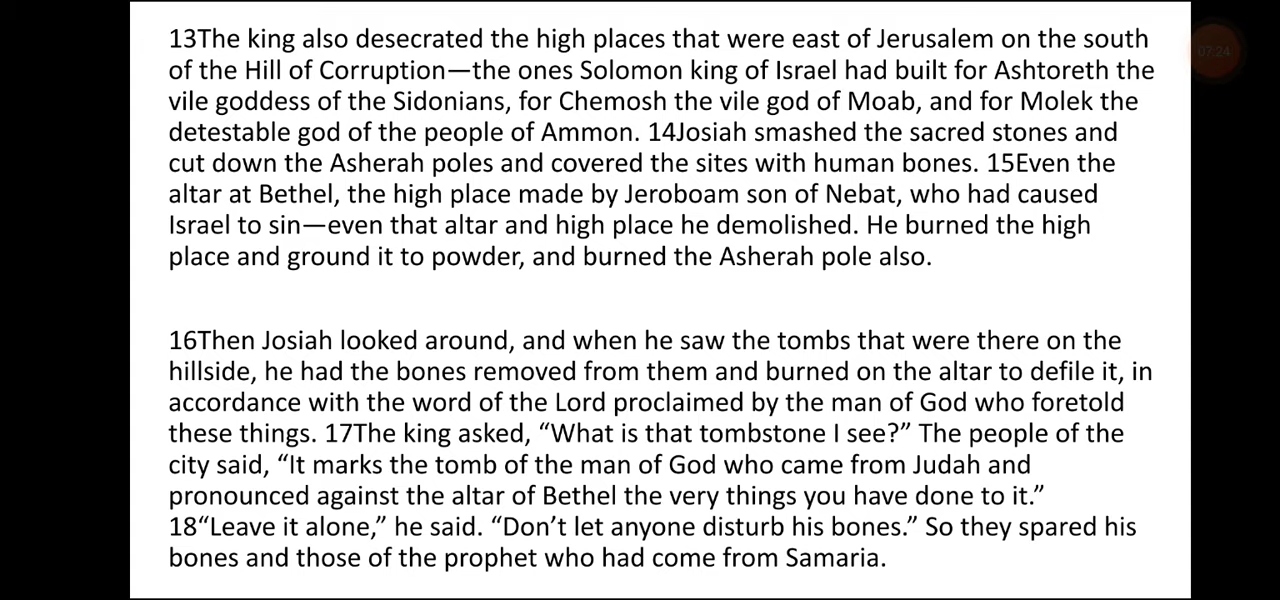 13The king also desecrated the high places that were east of Jerusalem on the south
of the Hill of Corruption—the ones Solomon king of Israel had built for Ashtoreth the
vile goddess of the Sidonians, for Chemosh the vile god of Moab, and for Molek the
detestable god of the people of Ammon. 14Josiah smashed the sacred stones and
cut down the Asherah poles and covered the sites with human bones. 15Even the
altar at Bethel, the high place made by Jeroboam son of Nebat, who had caused
Israel to sin—even that altar and high place he demolished. He burned the high
place and ground it to powder, and burned the Asherah pole also.
16Then Josiah looked around, and when he saw the tombs that were there on the
hillside, he had the bones removed from them and burned on the altar to defile it, in
accordance with the word of the Lord proclaimed by the man of God who foretold
these things. 17The king asked, “What is that tombstone I see?” The people of the
city said, “It marks the tomb of the man of God who came from Judah and
pronounced against the altar of Bethel the very things you have done to it.”
18“Leave it alone,” he said. “Don’t let anyone disturb his bones.” So they spared his
bones and those of the prophet who had come from Samaria.
07:24